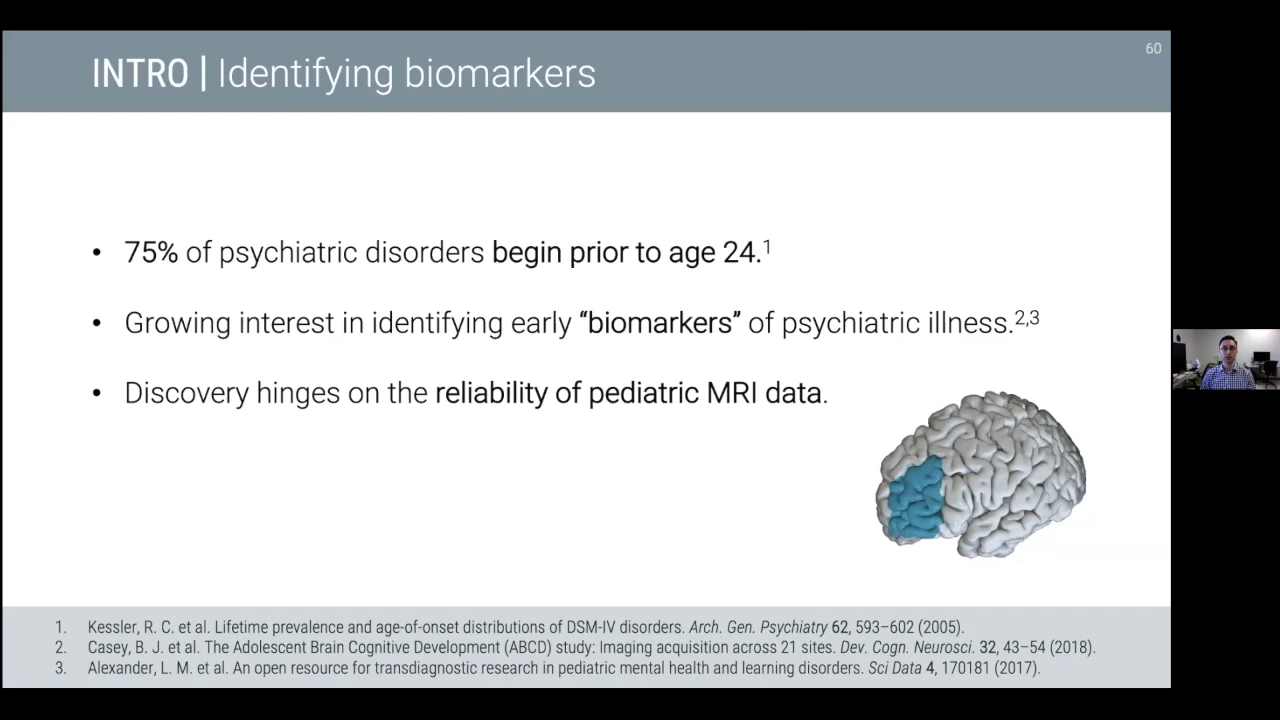 60
INTRO | Identifying biomarkers
• 75% of psychiatric disorders begin prior to age 24.1
• Growing interest in identifying early “biomarkers” of psychiatric illness.2,3
• Discovery hinges on the reliability of pediatric MRI data.
1. Kessler, R. C. et al. Lifetime prevalence and age-of-onset distributions of DSM-IV disorders. Arch. Gen. Psychiatry 62, 593–602 (2005).
2. Casey, B. J. et al. The Adolescent Brain Cognitive Development (ABCD) study: Imaging acquisition across 21 sites. Dev. Cogn. Neurosci. 32, 43–54 (2018).
3. Alexander, L. M. et al. An open resource for transdiagnostic research in pediatric mental health and learning disorders. Sci Data 4, 170181 (2017).